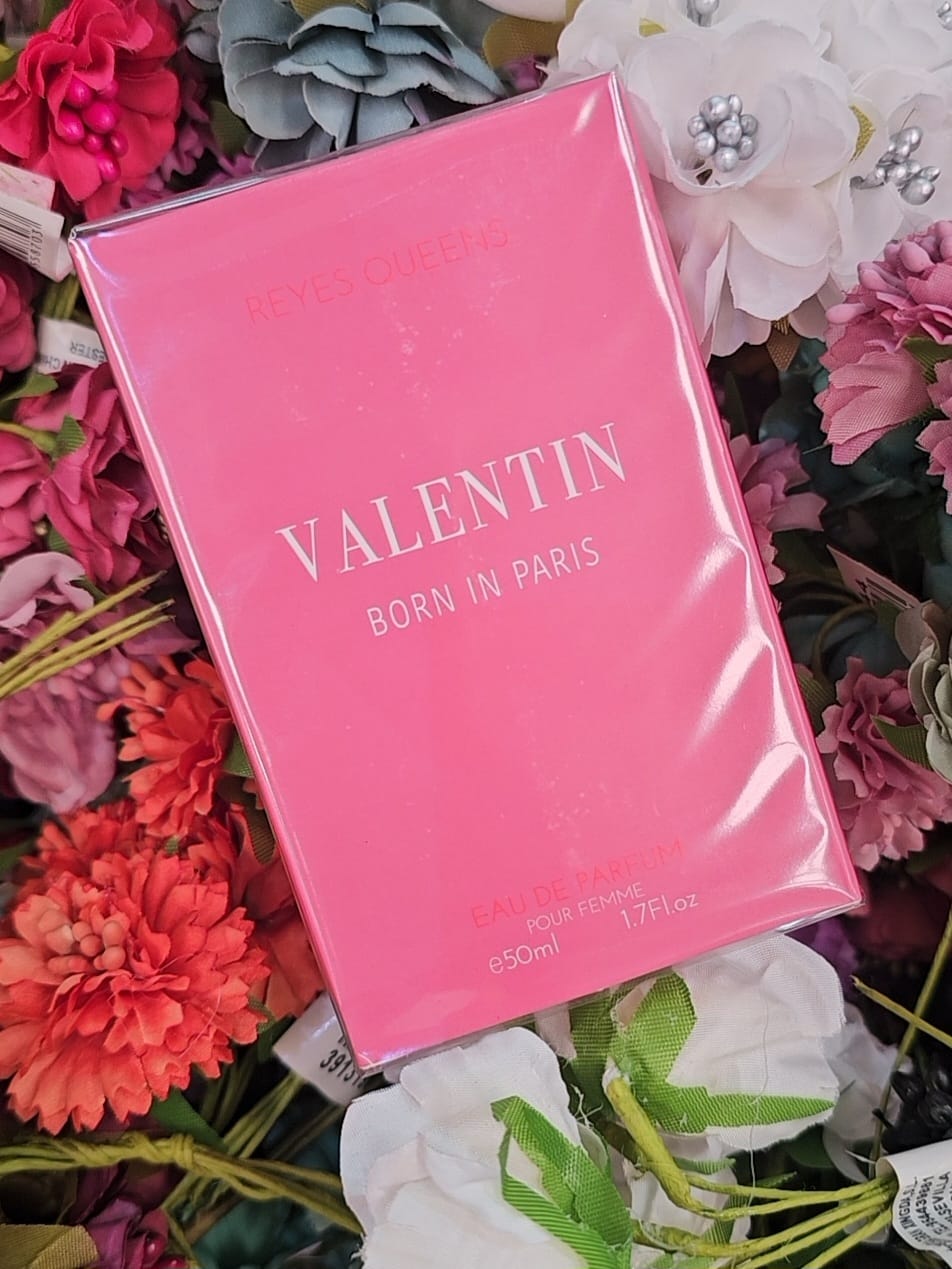 REYES QUEENS
VALENTIN
BORN IN PARIS
EAU DE PARFUM
POUR FEMME
e50ml 1.7Fl.oz